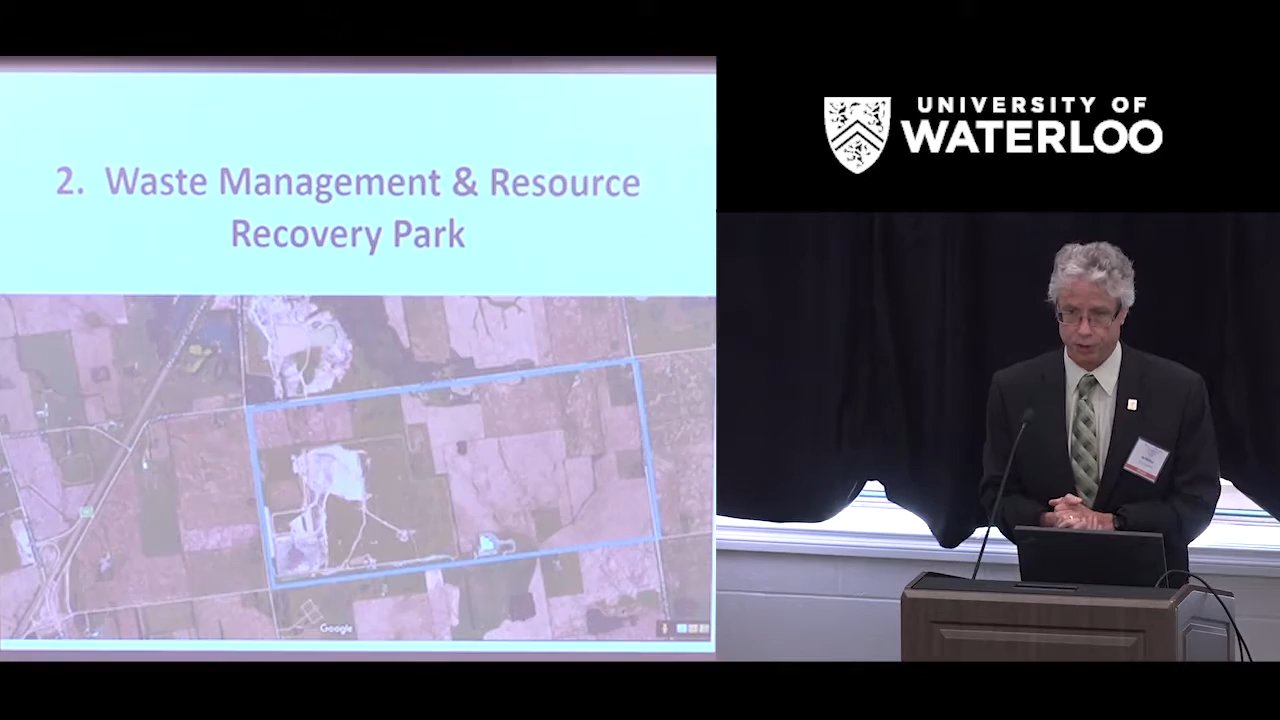 2. Waste Management & Resource
Recovery Park
Google
UNIVERSITY OF
WATERLOO